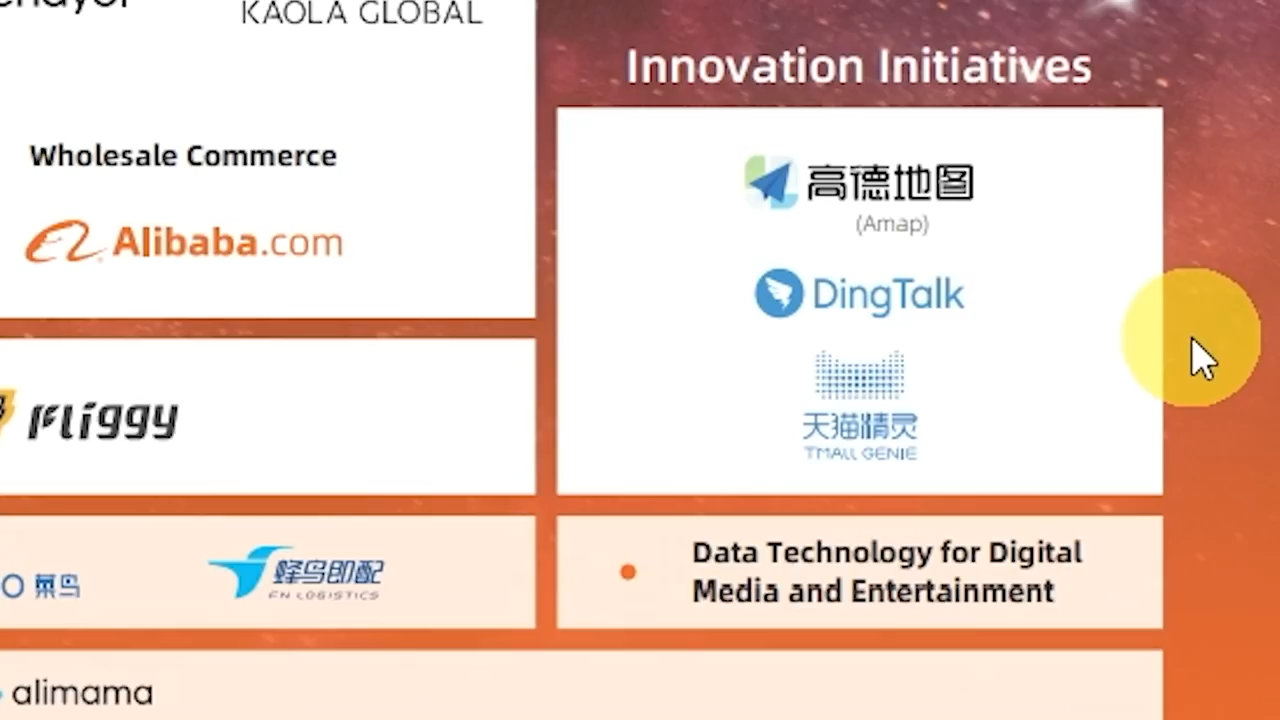 KAOLA GLOBAL
Wholesale Commerce
Alibaba.com
Fliggy
菜鸟
蜂鸟即配
FN LOGISTICS
Innovation Initiatives
高德地图
(Amap)
DingTalk
天猫精灵
TMALL GENIE
Data Technology for Digital
Media and Entertainment
alimama